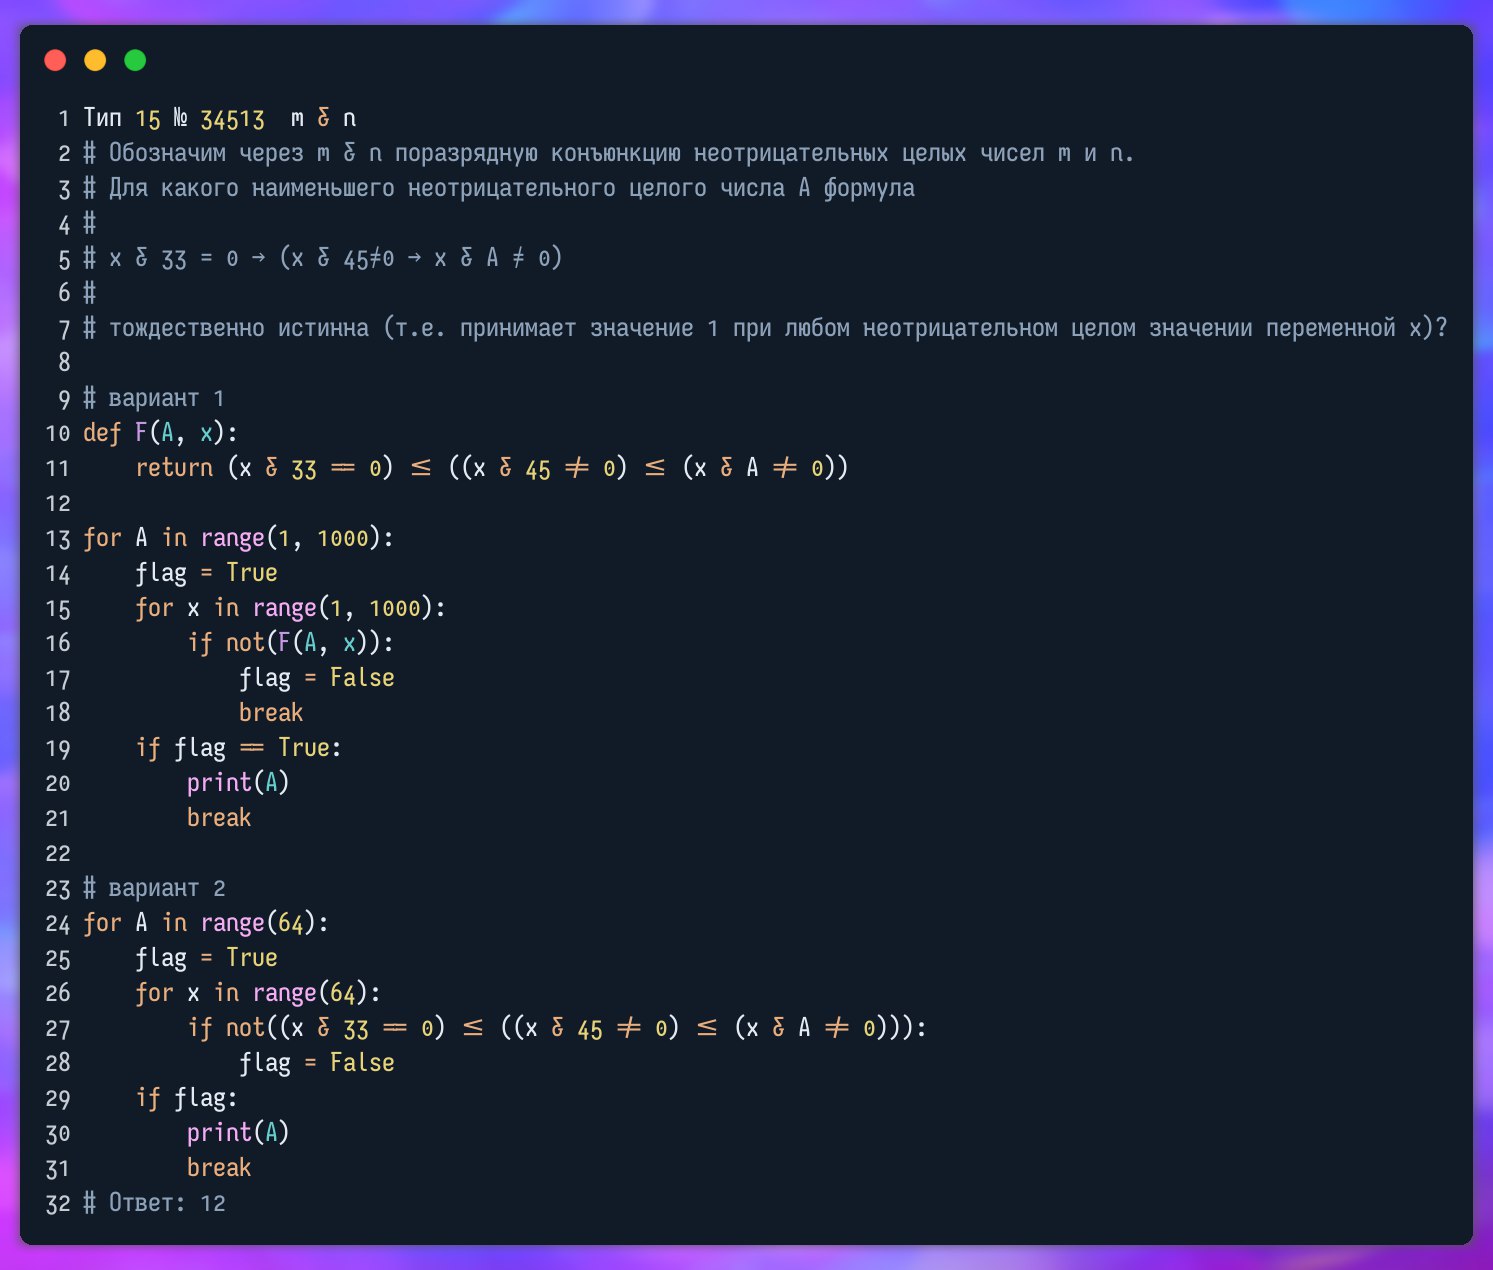 1 Тип 15 № 34513  m & n
2 # Обозначим через m & n поразрядную конъюнкцию неотрицательных целых чисел m и n.
3 # Для какого наименьшего неотрицательного целого числа A формула
4 #
5 # x & 33 = 0 → (x & 45≠0 → x & A ≠ 0)
6 #
7 # тождественно истинна (т.е. принимает значение 1 при любом неотрицательном целом значении переменной x)?
8
9 # вариант 1
10 def F(A, x):
11     return (x & 33 == 0) ≤ ((x & 45 ≠ 0) ≤ (x & A ≠ 0))
12
13 for A in range(1, 1000):
14     flag = True
15     for x in range(1, 1000):
16         if not(F(A, x)):
17             flag = False
18             break
19     if flag == True:
20         print(A)
21         break
22
23 # вариант 2
24 for A in range(64):
25     flag = True
26     for x in range(64):
27         if not((x & 33 == 0) ≤ ((x & 45 ≠ 0) ≤ (x & A ≠ 0))):
28             flag = False
29     if flag:
30         print(A)
31         break
32 # Ответ: 12